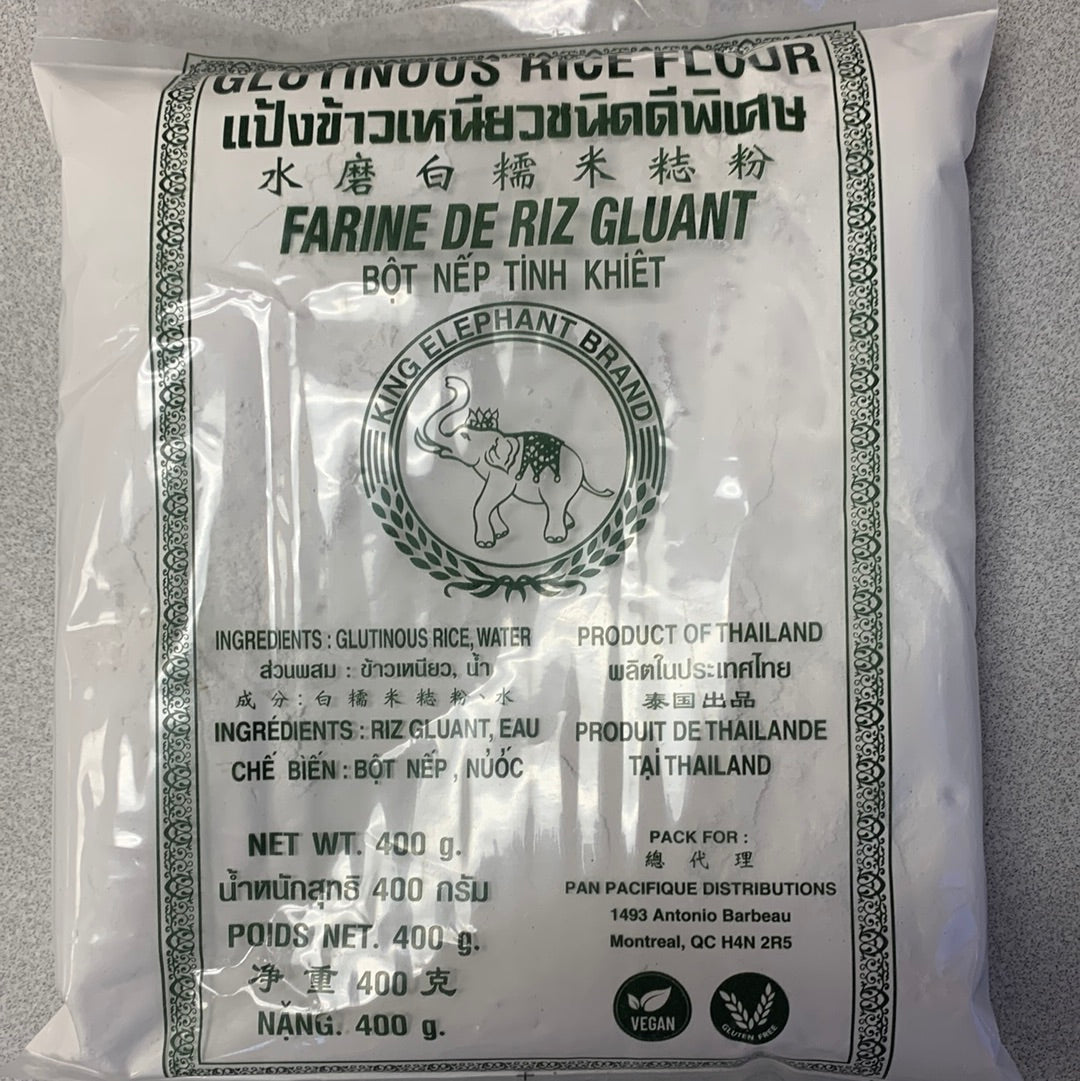 GLUTINOUS RICE FLOUR
แป้งข้าวเหนียวชนิดดีพิเศษ
水磨白糯米粉
FARINE DE RIZ GLUANT
BỘT NẾP TINH KHIÊT
KING ELEPHANT BRAND
INGREDIENTS : GLUTINOUS RICE, WATER
ส่วนผสม : ข้าวเหนียว, น้ำ
成分:白糯米粉、水
INGRÉDIENTS : RIZ GLUANT, EAU
CHẾ BÌẾN : BỘT NẾP , NỦỐC
PRODUCT OF THAILAND
ผลิตในประเทศไทย
泰国出品
PRODUIT DE THAILANDE
TẠI THAILAND
NET WT. 400 g.
น้ำหนักสุทธิ 400 กรัม
POIDS NET. 400 g.
净重 400 克
NẶNG. 400 g.
PACK FOR :
總代理
PAN PACIFIQUE DISTRIBUTIONS
1493 Antonio Barbeau
Montreal, QC H4N 2R5
VEGAN
GLUTEN FREE